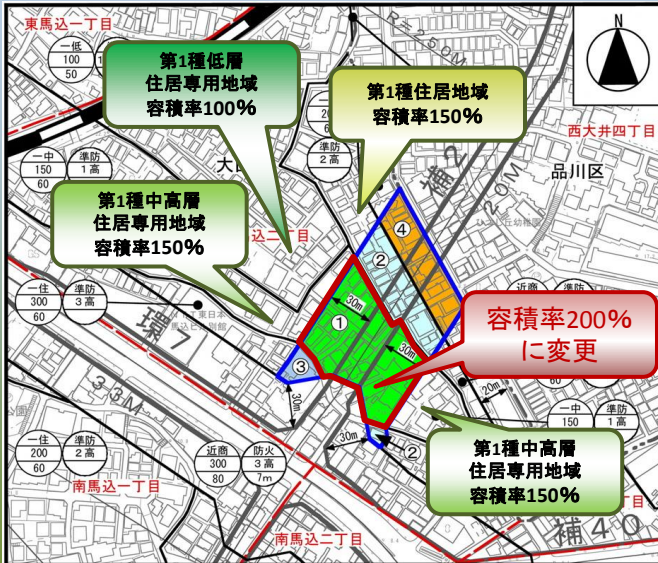 東馬込一丁目
一低
100
50
第1種低層
住居専用地域
容積率100%
R=250M
第1種住居地域
容積率150%
N
準防
2高
西大井四丁目
品川区
一中
150
60
準防
1高
第1種中高層
住居専用地域
容積率150%
補2
20M
④
②
①
③
30m
30m
一住
300
60
準防
3高
環7
33M
容積率200%
に変更
20m
一中
150
準防
1高
30m
30m
②
第1種中高層
住居専用地域
容積率150%
一住
200
60
準防
2高
近商
300
80
防火
3高
7m
南馬込一丁目
南馬込二丁目
補40